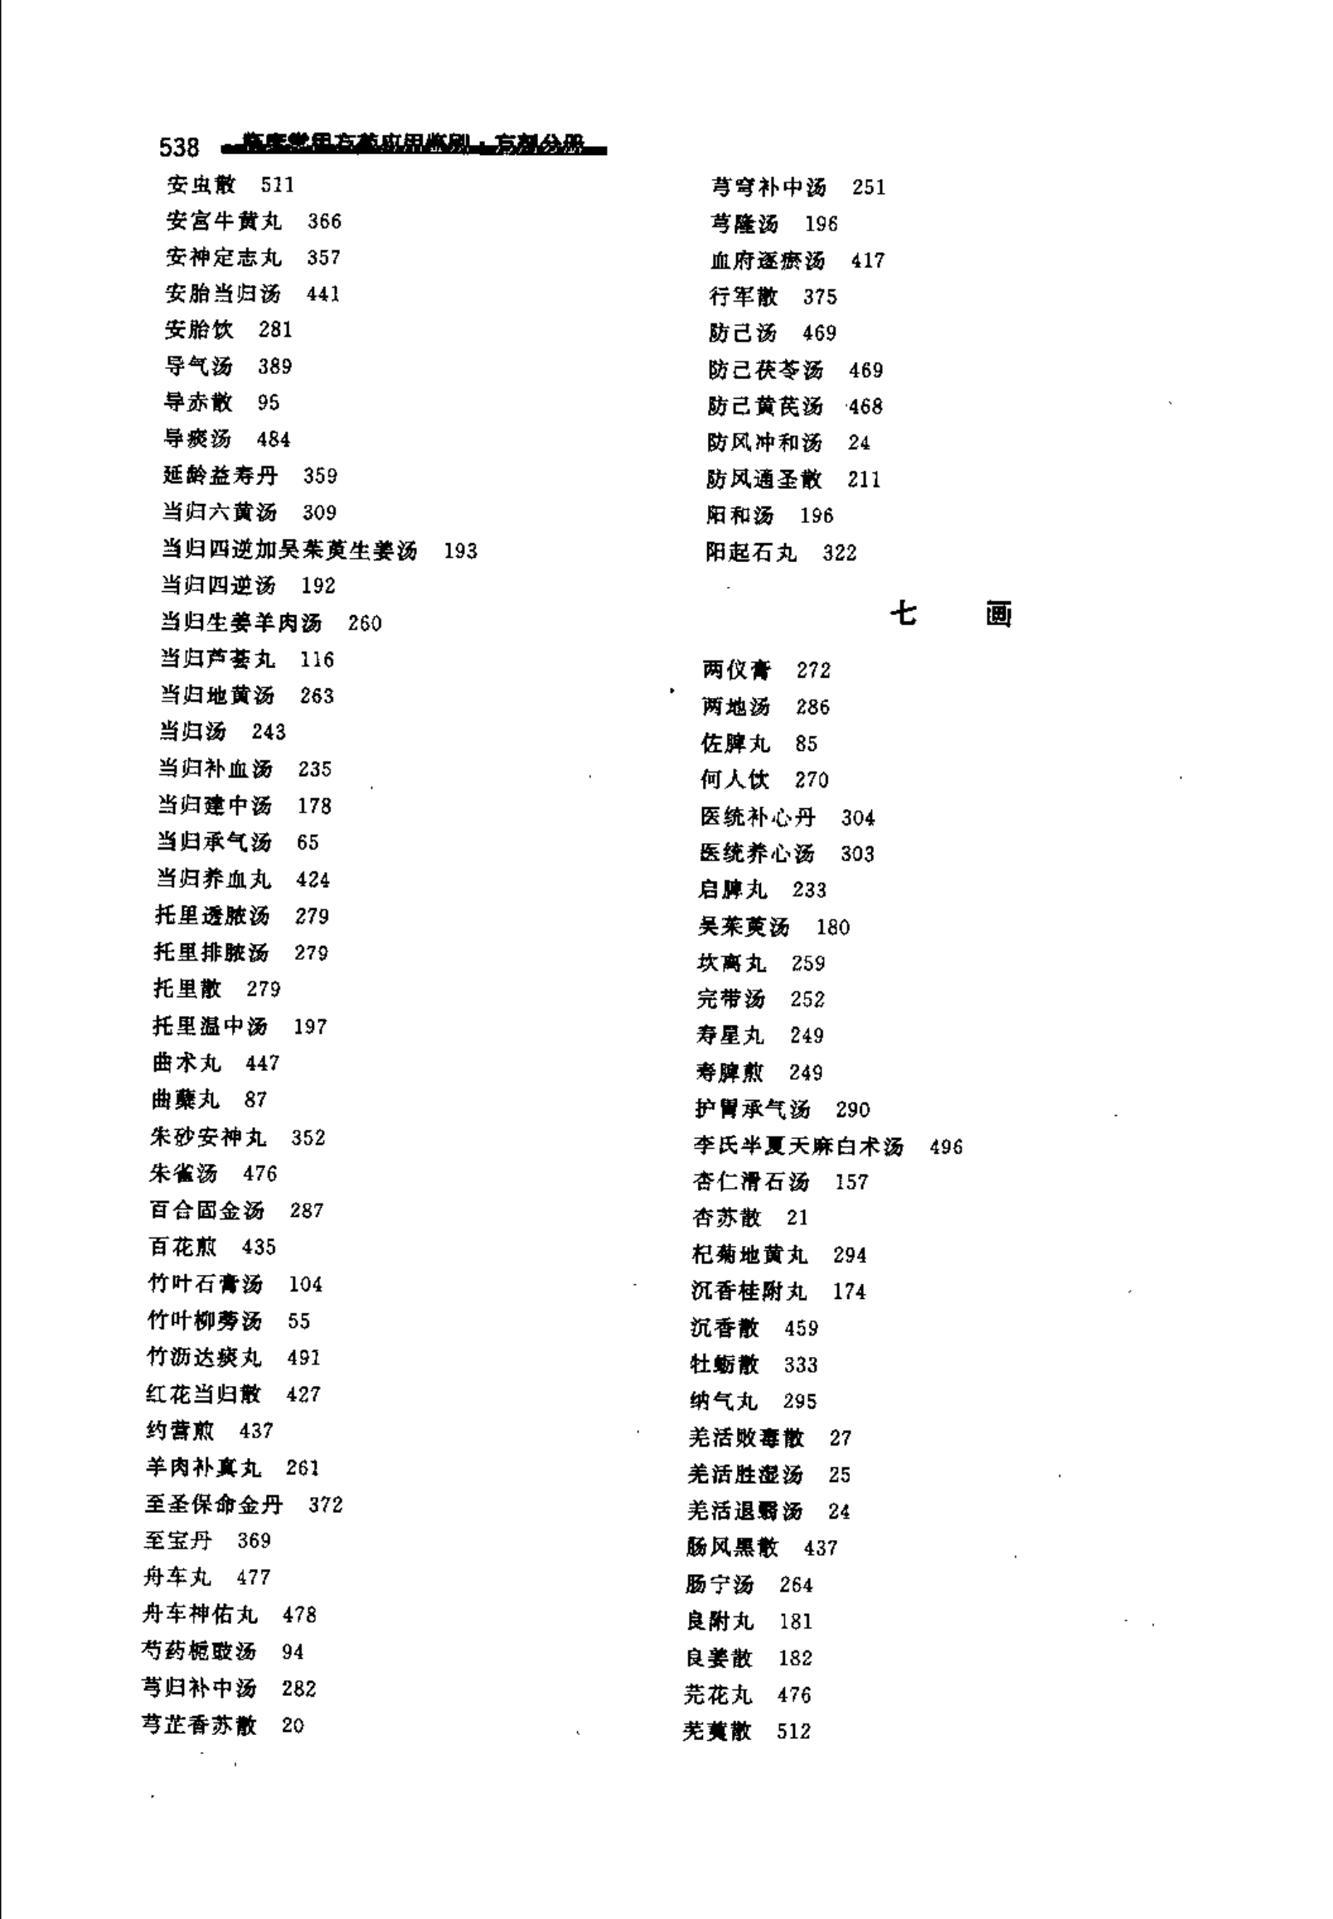 538 临床常用方药应用鉴别·方剂分册
安虫散 511
安宫牛黄丸 366
安神定志丸 357
安胎当归汤 441
安胎饮 281
导气汤 389
导赤散 95
导痰汤 484
延龄益寿丹 359
当归六黄汤 309
当归四逆加吴茱萸生姜汤 193
当归四逆汤 192
当归生姜羊肉汤 260
当归芦荟丸 116
当归地黄汤 263
当归汤 243
当归补血汤 235
当归建中汤 178
当归承气汤 65
当归养血丸 424
托里透脓汤 279
托里排脓汤 279
托里散 279
托里温中汤 197
曲术丸 447
曲蘖丸 87
朱砂安神丸 352
朱雀汤 476
百合固金汤 287
百花煎 435
竹叶石膏汤 104
竹叶柳蒡汤 55
竹沥达痰丸 491
红花当归散 427
约营煎 437
羊肉补真丸 261
至圣保命金丹 372
至宝丹 369
舟车丸 477
舟车神佑丸 478
芍药栀豉汤 94
芎归补中汤 282
芎芷香苏散 20
芎穹补中汤 251
芎隆汤 196
血府逐瘀汤 417
行军散 375
防己汤 469
防己茯苓汤 469
防己黄芪汤 468
防风冲和汤 24
防风通圣散 211
阳和汤 196
阳起石丸 322
七 画
两仪膏 272
两地汤 286
佐脾丸 85
何人饮 270
医统补心丹 304
医统养心汤 303
启脾丸 233
吴茱萸汤 180
坎离丸 259
完带汤 252
寿星丸 249
寿脾煎 249
护胃承气汤 290
李氏半夏天麻白术汤 496
杏仁滑石汤 157
杏苏散 21
杞菊地黄丸 294
沉香桂附丸 174
沉香散 459
牡蛎散 333
纳气丸 295
羌活败毒散 27
羌活胜湿汤 25
羌活退翳汤 24
肠风黑散 437
肠宁汤 264
良附丸 181
良姜散 182
芫花丸 476
芜荑散 512